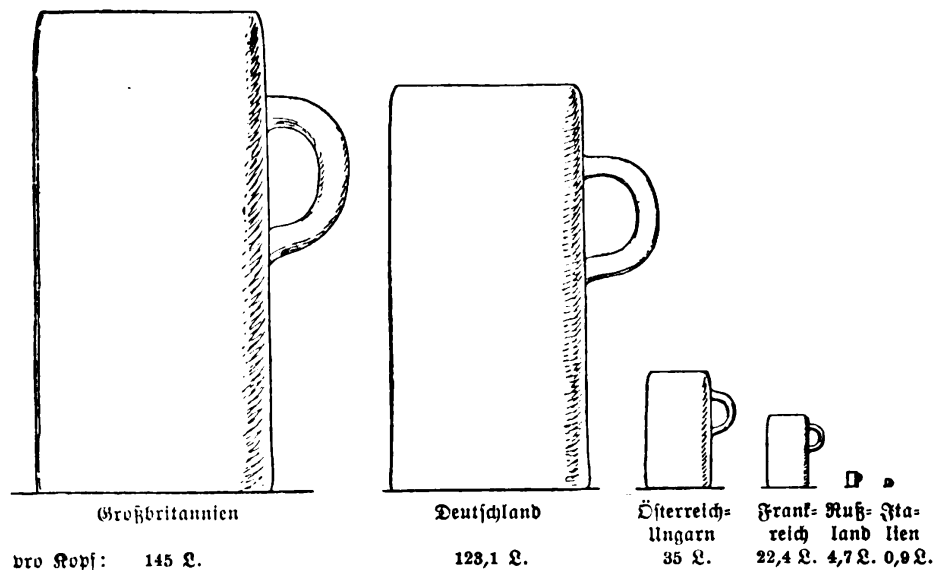 Großbritannien Deutschland Österreich= Frank= Ruß= Ita=
Ungarn reich land lien
pro Kopf: 145 L. 123,1 L. 35 L. 22,4 L. 4,7 L. 0,9 L.